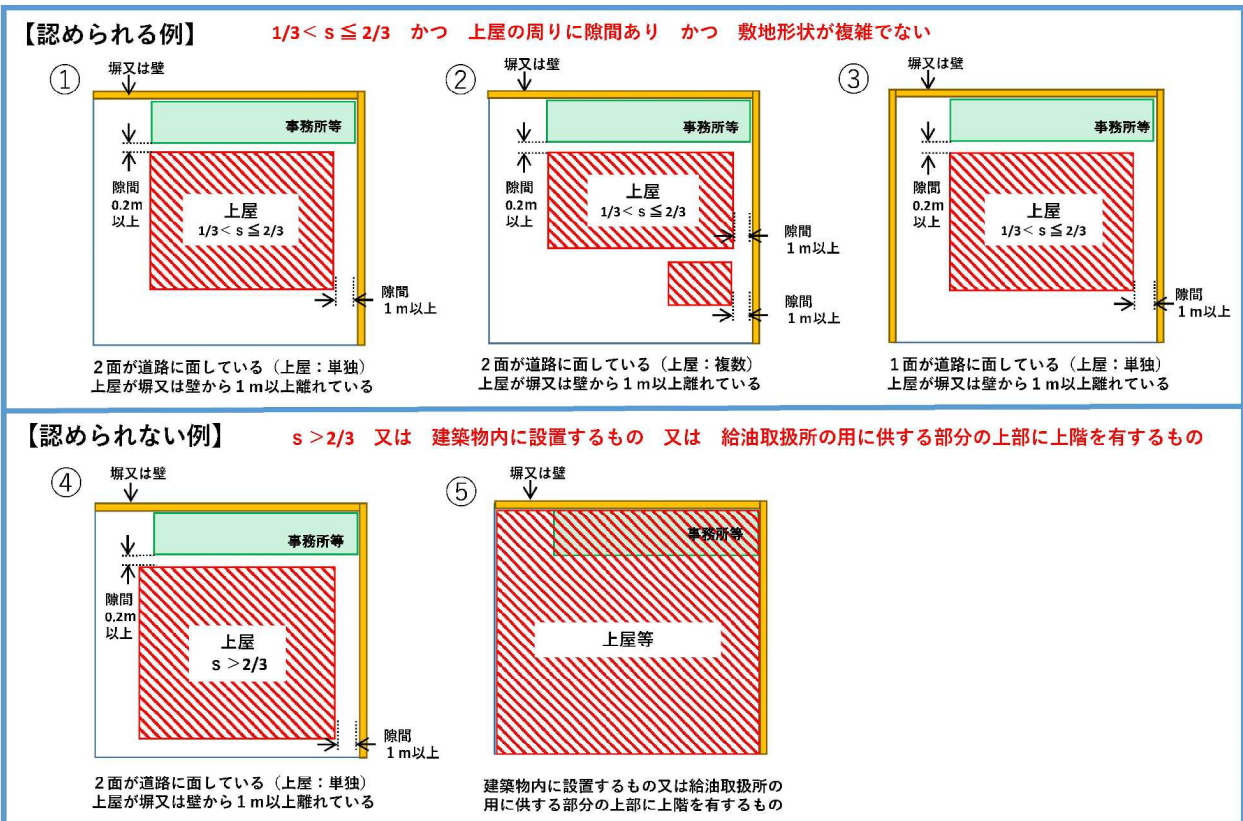 【認められる例】 1/3＜ｓ≦2/3　かつ　上屋の周りに隙間あり　かつ　敷地形状が複雑でない
①
塀又は壁
事務所等
隙間
0.2m
以上
上屋
1/3＜ｓ≦2/3
隙間
１ｍ以上
２面が道路に面している（上屋：単独）
上屋が塀又は壁から１ｍ以上離れている
②
塀又は壁
事務所等
隙間
0.2m
以上
上屋
1/3＜ｓ≦2/3
隙間
１ｍ以上
隙間
１ｍ以上
２面が道路に面している（上屋：複数）
上屋が塀又は壁から１ｍ以上離れている
③
塀又は壁
事務所等
隙間
0.2m
以上
上屋
1/3＜ｓ≦2/3
隙間
１ｍ以上
１面が道路に面している（上屋：単独）
上屋が塀又は壁から１ｍ以上離れている
【認められない例】 ｓ＞2/3　又は　建築物内に設置するもの　又は　給油取扱所の用に供する部分の上部に上階を有するもの
④
塀又は壁
事務所等
隙間
0.2m
以上
上屋
ｓ＞2/3
隙間
１ｍ以上
２面が道路に面している（上屋：単独）
上屋が塀又は壁から１ｍ以上離れている
⑤
塀又は壁
事務所等
上屋等
建築物内に設置するもの又は給油取扱所の
用に供する部分の上部に上階を有するもの